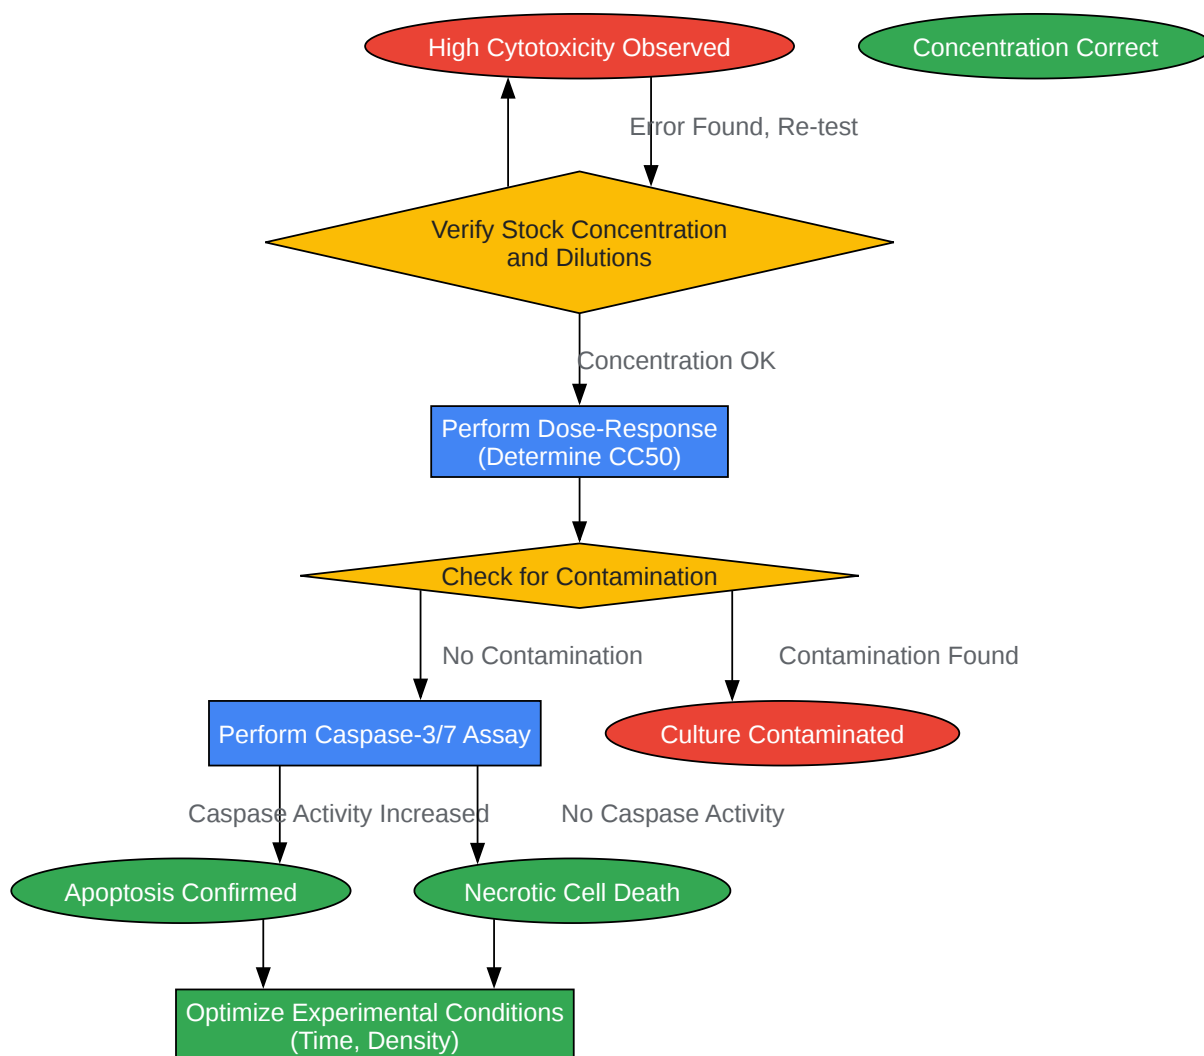 High Cytotoxicity Observed
Concentration Correct
Error Found, Re-test
Verify Stock Concentration
and Dilutions
Concentration OK
Perform Dose-Response
(Determine CC50)
Check for Contamination
No Contamination
Contamination Found
Perform Caspase-3/7 Assay
Culture Contaminated
Caspase Activity Increased
No Caspase Activity
Apoptosis Confirmed
Necrotic Cell Death
Optimize Experimental Conditions
(Time, Density)